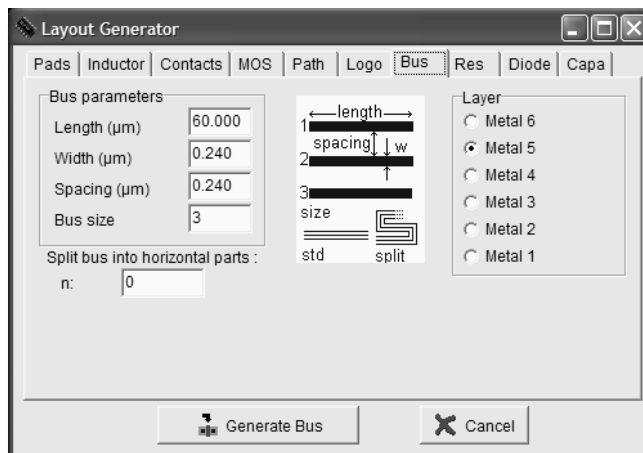 Layout Generator
Pads Inductor Contacts MOS Path Logo Bus Res Diode Capa
Bus parameters
Length (µm) 60.000
Width (µm) 0.240
Spacing (µm) 0.240
Bus size 3
Split bus into horizontal parts :
n: 0
length
1
spacing w
2
3
size
std split
Layer
Metal 6
Metal 5
Metal 4
Metal 3
Metal 2
Metal 1
Generate Bus Cancel